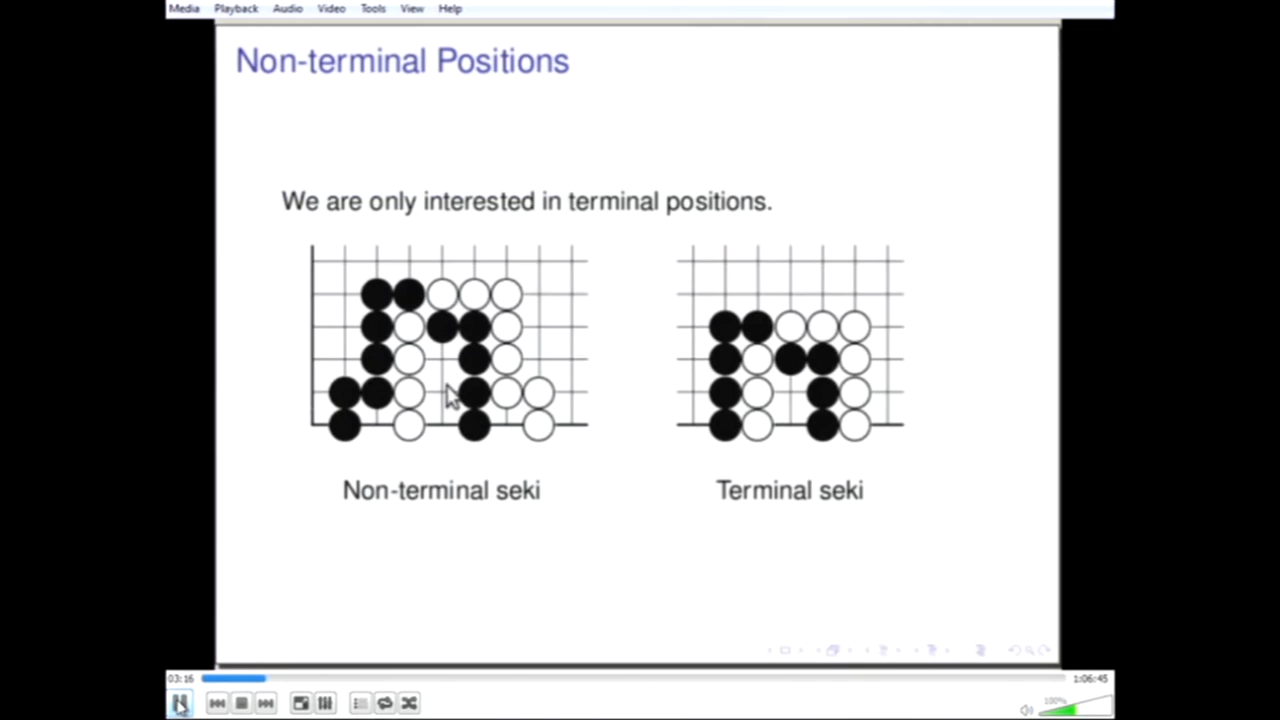 Media Playback Audio Video Tools View Help
Non-terminal Positions
We are only interested in terminal positions.
Non-terminal seki Terminal seki
03:16 1:06:45
100%